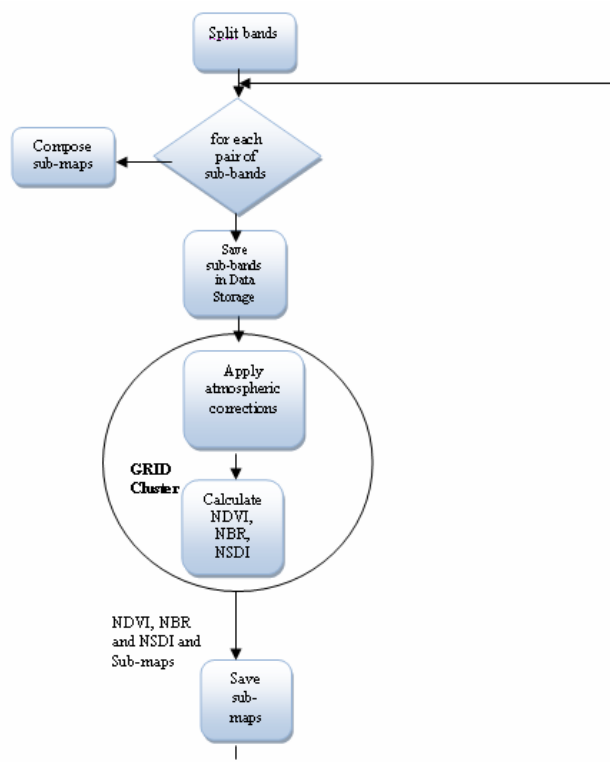 Split bands
for each
pair of
sub-bands
Compose
sub-maps
Save
sub-bands
in Data
Storage
Apply
atmospheric
corrections
GRID
Cluster
Calculate
NDVI,
NBR,
NSDI
NDVI, NBR
and NSDI and
Sub-maps
Save
sub-
maps